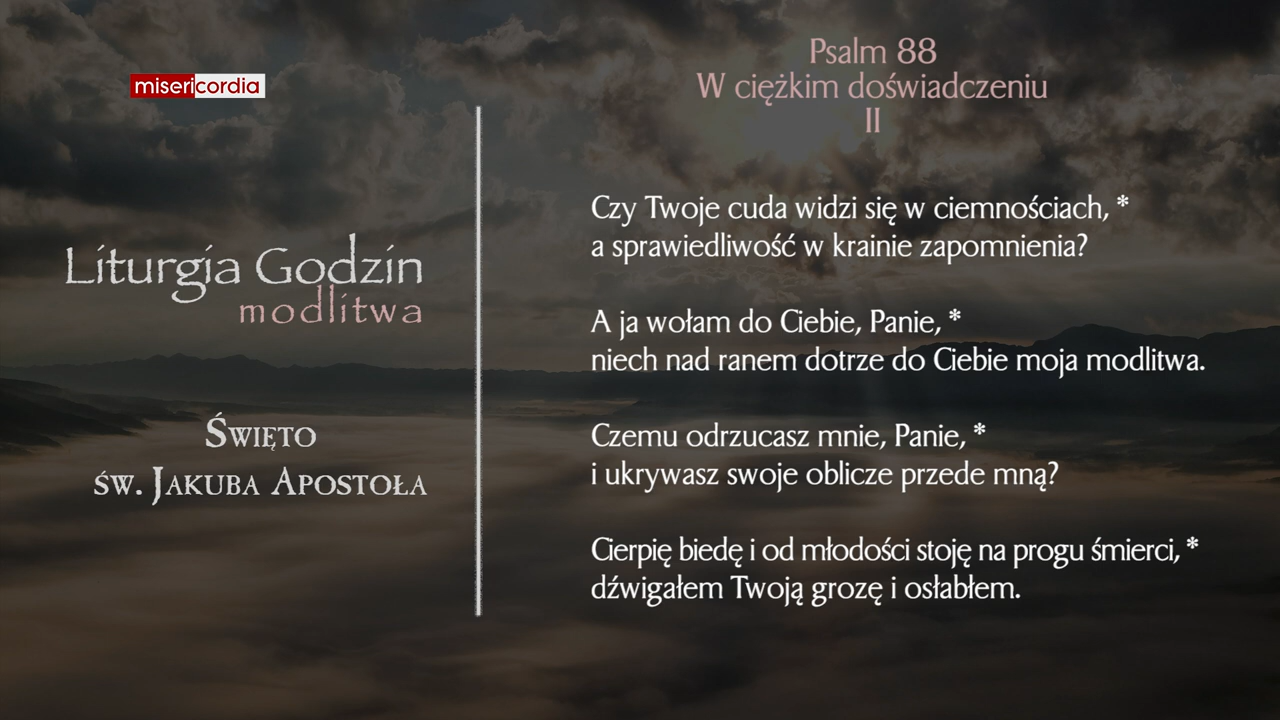 misericordia
Liturgia Godzin
modlitwa
Święto
św. Jakuba Apostoła
Psalm 88
W ciężkim doświadczeniu
II
Czy Twoje cuda widzi się w ciemnościach, *
a sprawiedliwość w krainie zapomnienia?
A ja wołam do Ciebie, Panie, *
niech nad ranem dotrze do Ciebie moja modlitwa.
Czemu odrzucasz mnie, Panie, *
i ukrywasz swoje oblicze przede mną?
Cierpię biedę i od młodości stoję na progu śmierci, *
dźwigałem Twoją grozę i osłabłem.